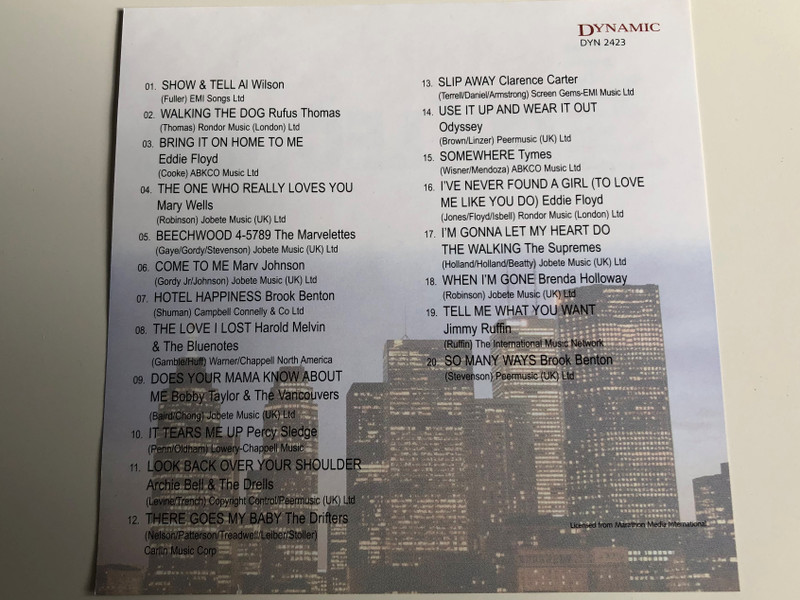 DYNAMIC
DYN 2423
01. SHOW & TELL Al Wilson
(Fuller) EMI Songs Ltd
02. WALKING THE DOG Rufus Thomas
(Thomas) Rondor Music (London) Ltd
03. BRING IT ON HOME TO ME
Eddie Floyd
(Cooke) ABKCO Music Ltd
04. THE ONE WHO REALLY LOVES YOU
Mary Wells
(Robinson) Jobete Music (UK) Ltd
05. BEECHWOOD 4-5789 The Marvelettes
(Gaye/Gordy/Stevenson) Jobete Music (UK) Ltd
06. COME TO ME Marv Johnson
(Gordy Jr/Johnson) Jobete Music (UK) Ltd
07. HOTEL HAPPINESS Brook Benton
(Shuman) Campbell Connelly & Co Ltd
08. THE LOVE I LOST Harold Melvin
& The Bluenotes
(Gamble/Huff) Warner/Chappell North America
09. DOES YOUR MAMA KNOW ABOUT
ME Bobby Taylor & The Vancouvers
(Baird/Chong) Jobete Music (UK) Ltd
10. IT TEARS ME UP Percy Sledge
(Penn/Oldham) Lowery-Chappell Music
11. LOOK BACK OVER YOUR SHOULDER
Archie Bell & The Drells
(Levine/Trench) Copyright Control/Peermusic (UK) Ltd
12. THERE GOES MY BABY The Drifters
(Nelson/Patterson/Treadwell/Leiber/Stoller)
Carlin Music Corp
13. SLIP AWAY Clarence Carter
(Terrell/Daniel/Armstrong) Screen Gems-EMI Music Ltd
14. USE IT UP AND WEAR IT OUT
Odyssey
(Brown/Linzer) Peermusic (UK) Ltd
15. SOMEWHERE Tymes
(Wisner/Mendoza) ABKCO Music Ltd
16. I'VE NEVER FOUND A GIRL (TO LOVE
ME LIKE YOU DO) Eddie Floyd
(Jones/Floyd/Isbell) Rondor Music (London) Ltd
17. I'M GONNA LET MY HEART DO
THE WALKING The Supremes
(Holland/Holland/Beatty) Jobete Music (UK) Ltd
18. WHEN I'M GONE Brenda Holloway
(Robinson) Jobete Music (UK) Ltd
19. TELL ME WHAT YOU WANT
Jimmy Ruffin
(Ruffin) The International Music Network
20. SO MANY WAYS Brook Benton
(Stevenson) Peermusic (UK) Ltd
Licensed from Marathon Media International